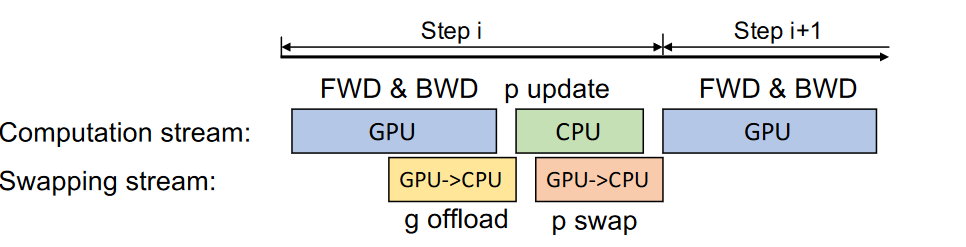 Step i Step i+1
FWD & BWD p update FWD & BWD
Computation stream: GPU CPU GPU
Swapping stream: GPU->CPU GPU->CPU
g offload p swap